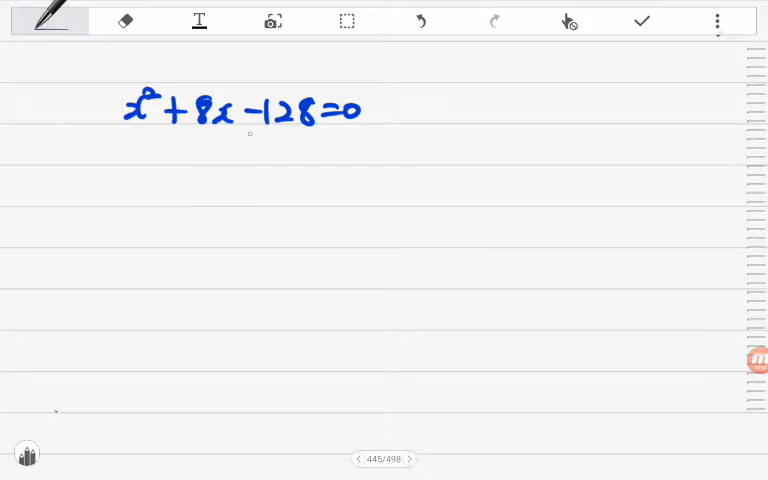 T
x² + 8x - 128 = 0
445/498